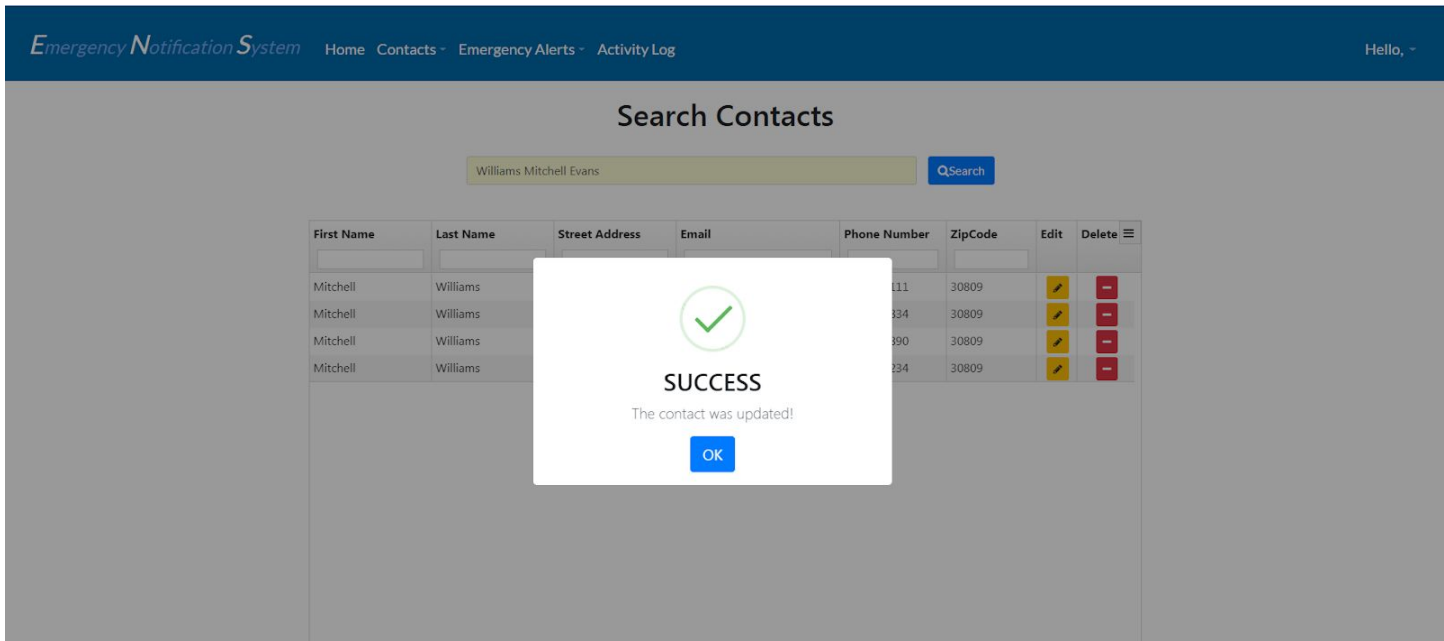 Emergency Notification System Home Contacts Emergency Alerts Activity Log Hello,
Search Contacts
Williams Mitchell Evans Search
First Name Last Name Street Address Email Phone Number ZipCode Edit Delete
Mitchell Williams 111 30809
Mitchell Williams 334 30809
Mitchell Williams 390 30809
Mitchell Williams 234 30809
SUCCESS
The contact was updated!
OK